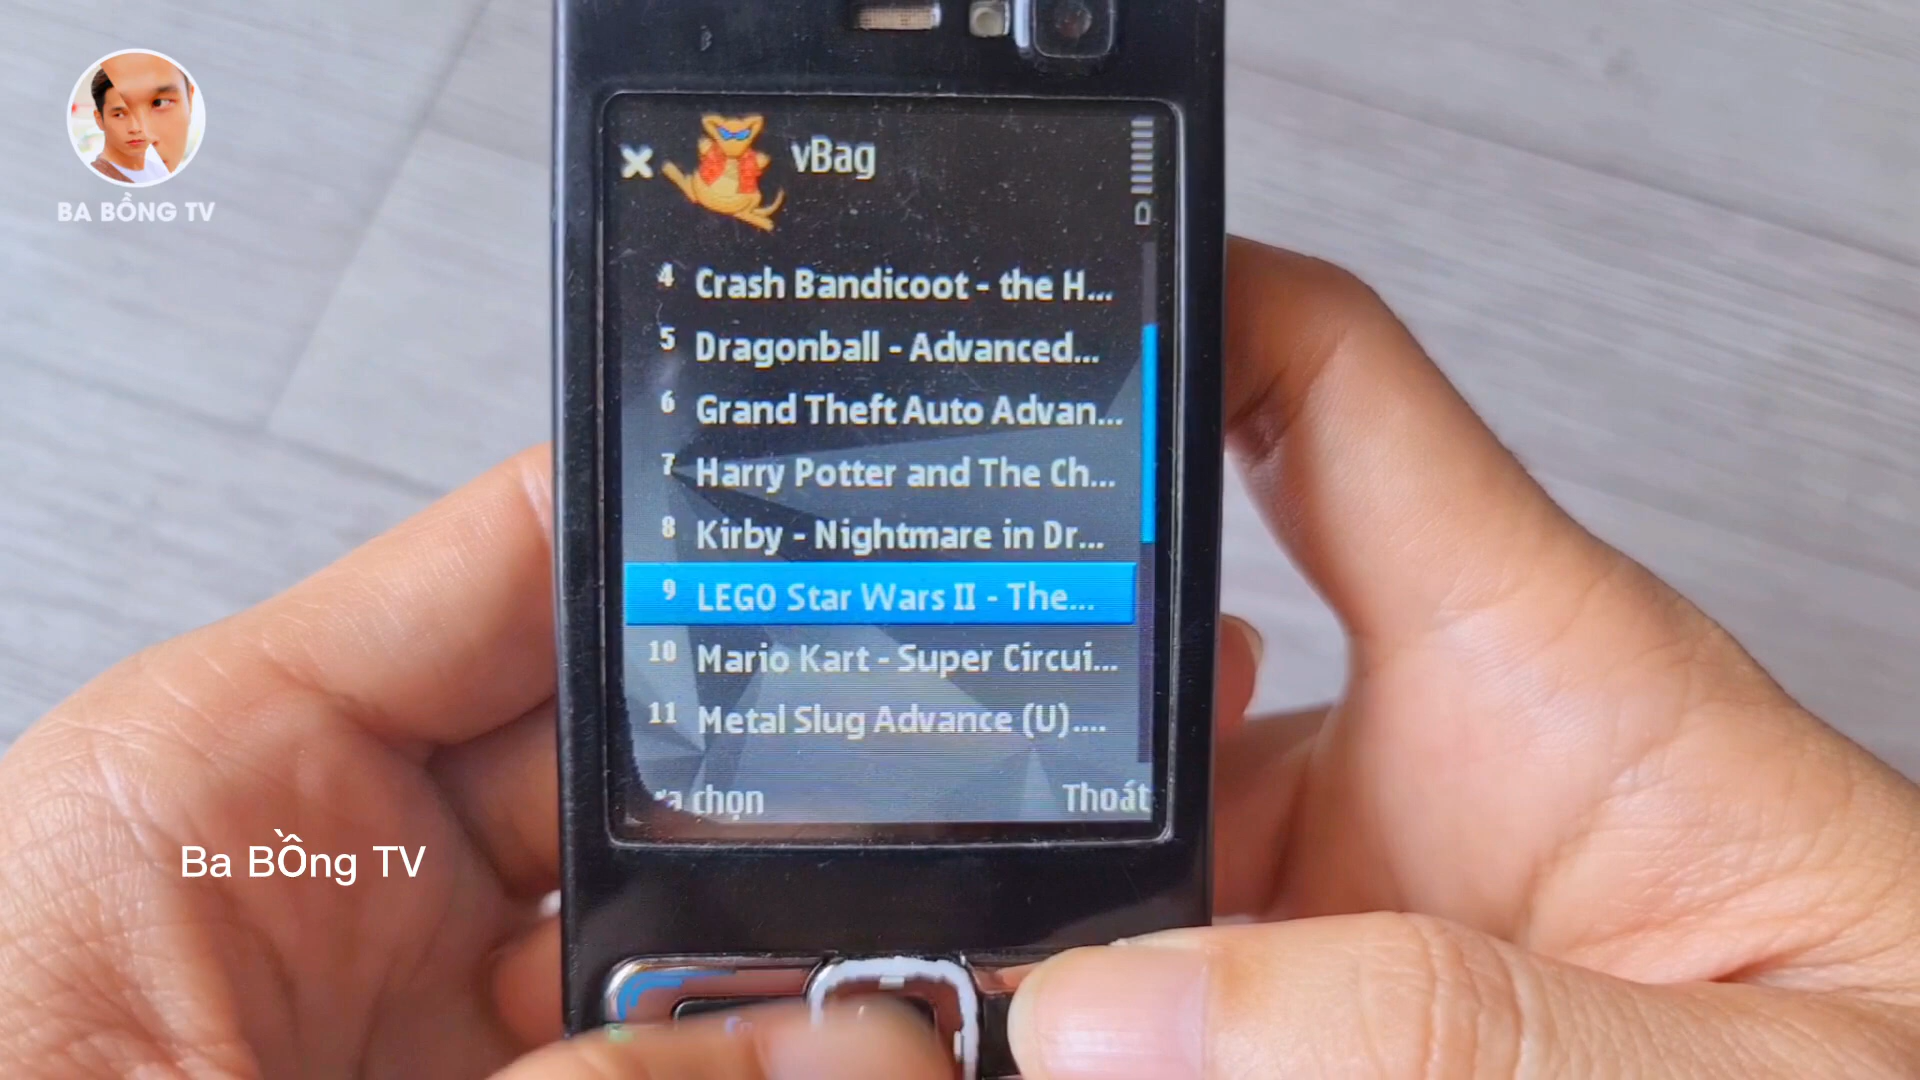 BA BỒNG TV
vBag
4 Crash Bandicoot - the H...
5 Dragonball - Advanced...
6 Grand Theft Auto Advan...
7 Harry Potter and The Ch...
8 Kirby - Nightmare in Dr...
9 LEGO Star Wars II - The...
10 Mario Kart - Super Circui...
11 Metal Slug Advance (U)....
chọn Thoát
Ba BỒng TV